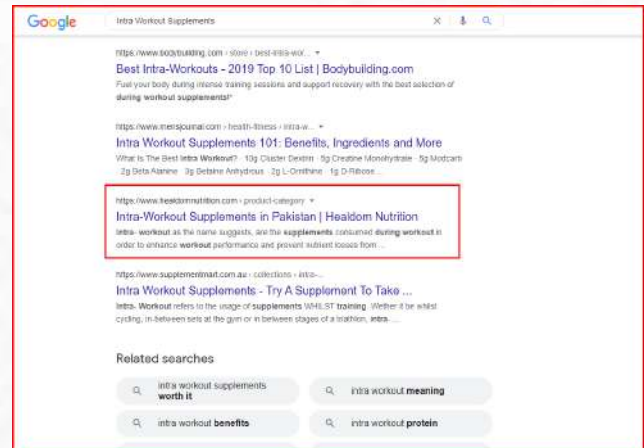 Google
Intra Workout Supplements
https://www.bodybuilding.com › store › best-intra-wor...
Best Intra-Workouts - 2019 Top 10 List | Bodybuilding.com
Fuel your body during intense training sessions and support recovery with the best selection of
during workout supplements!"
https://www.mensjournal.com › health-fitness › intra-w...
Intra Workout Supplements 101: Benefits, Ingredients and More
What Is The Best Intra Workout? · 10g Cluster Dextrin · 5g Creatine Monohydrate · 5g Modcarb
· 2g Beta Alanine · 3g Betaine Anhydrous · 2g L-Ornithine · 1g D-Ribose...
https://www.healdomnutrition.com › product-category
Intra-Workout Supplements in Pakistan | Healdom Nutrition
Intra- workout as the name suggests, are the supplements consumed during workout in
order to enhance workout performance and prevent nutrient losses from ...
https://www.supplementmart.com.au › collections › intra-...
Intra Workout Supplements - Try A Supplement To Take ...
Intra- Workout refers to the usage of supplements WHILST training. Wether it be whilst
cycling, in-between sets at the gym or in between stages of a triathlon, intra-...
Related searches
intra workout supplements
worth it
intra workout meaning
intra workout benefits
intra workout protein